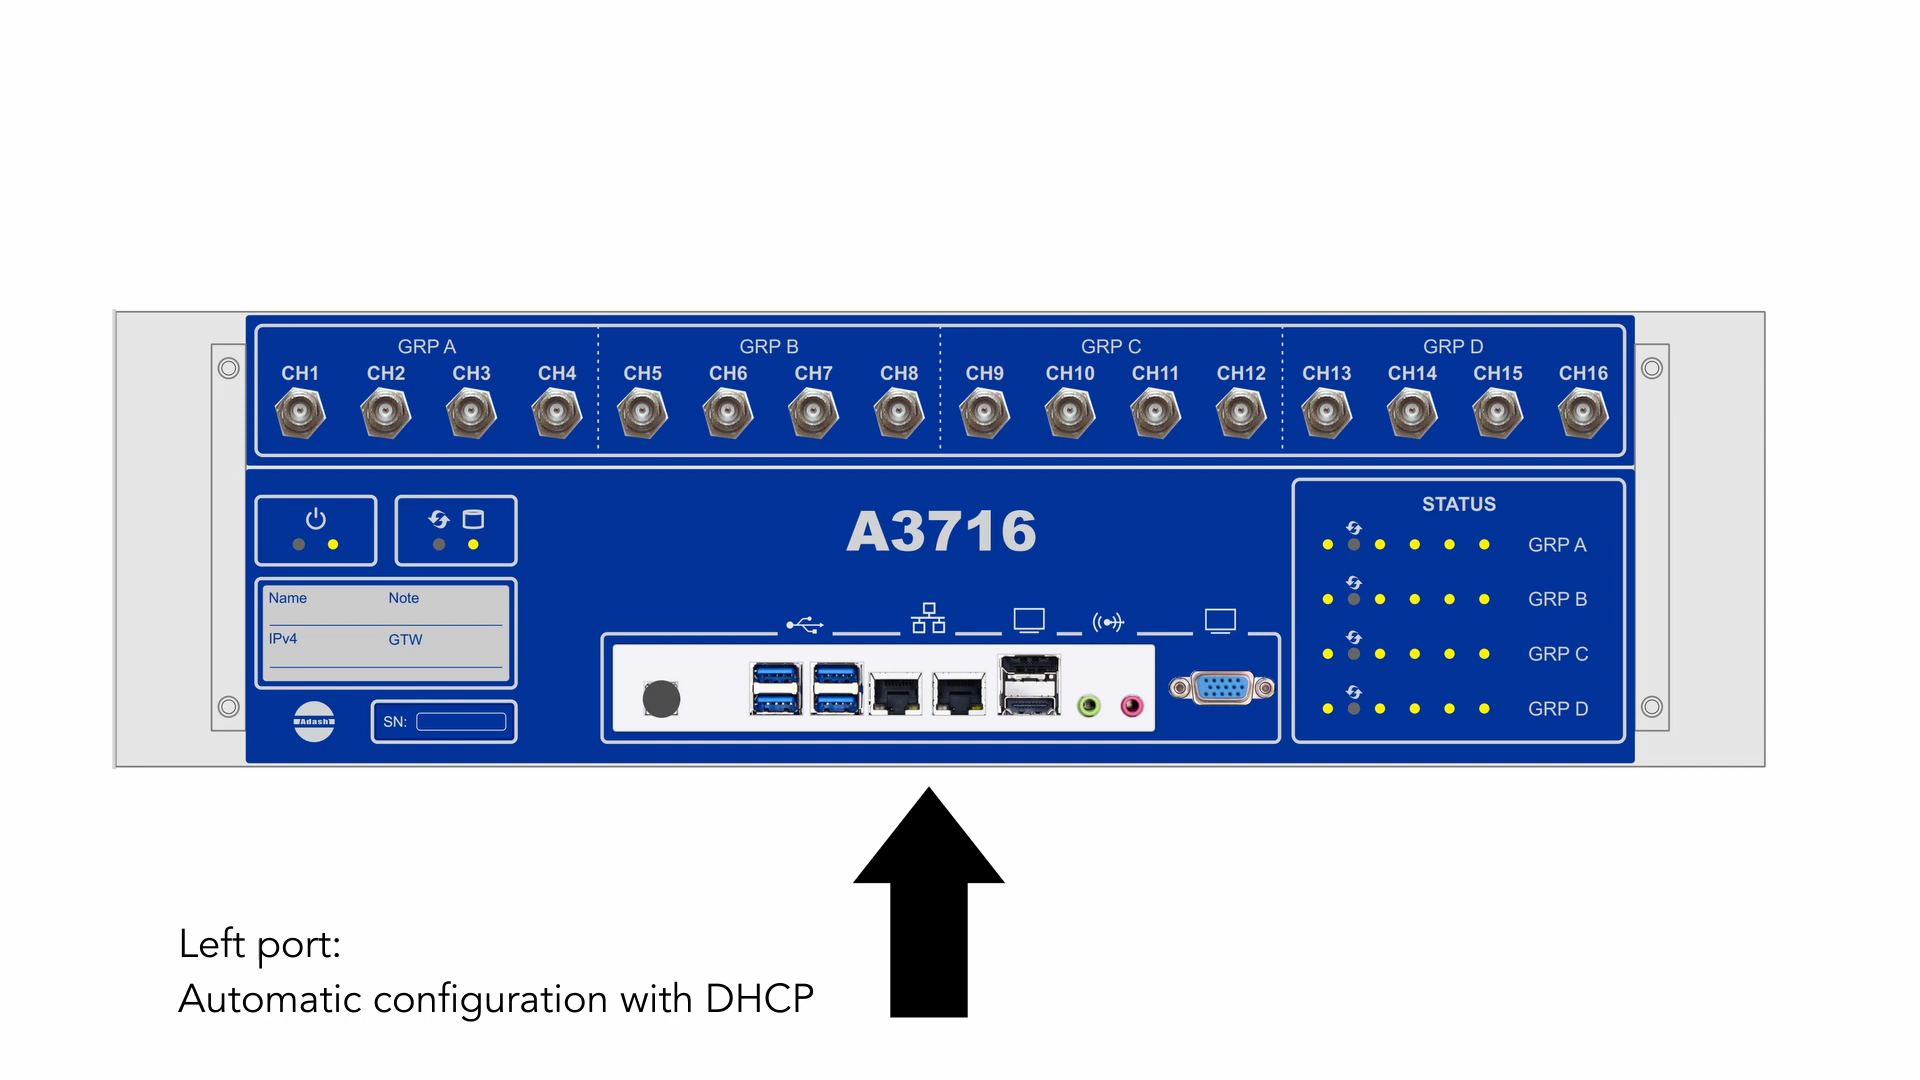 GRP A GRP B GRP C GRP D
CH1 CH2 CH3 CH4 CH5 CH6 CH7 CH8 CH9 CH10 CH11 CH12 CH13 CH14 CH15 CH16
A3716
STATUS
GRP A
GRP B
GRP C
GRP D
Name Note
IPv4 GTW
Adash
SN:
Left port:
Automatic configuration with DHCP